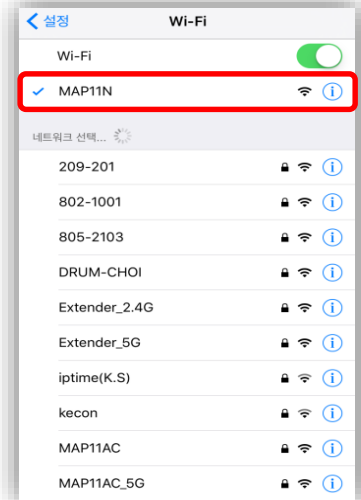 설정 Wi-Fi
Wi-Fi
MAP11N
네트워크 선택...
209-201
802-1001
805-2103
DRUM-CHOI
Extender_2.4G
Extender_5G
iptime(K.S)
kecon
MAP11AC
MAP11AC_5G